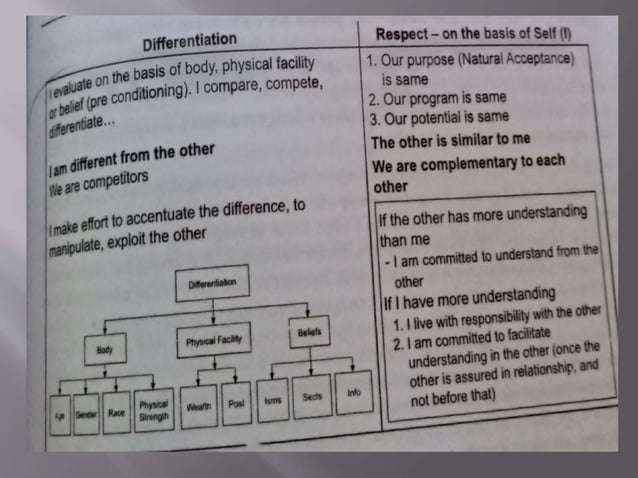 Differentiation
I evaluate on the basis of body, physical facility
or belief (pre conditioning). I compare, compete,
differentiate...
I am different from the other
We are competitors
I make effort to accentuate the difference, to
manipulate, exploit the other
Differentiation
Body
Physical Facility
Beliefs
Age
Gender
Race
Physical
Strength
Wealth
Post
Isms
Sects
Info
Respect – on the basis of Self (I)
1. Our purpose (Natural Acceptance)
is same
2. Our program is same
3. Our potential is same
The other is similar to me
We are complementary to each
other
If the other has more understanding
than me
- I am committed to understand from the
other
If I have more understanding
1. I live with responsibility with the other
2. I am committed to facilitate
understanding in the other (once the
other is assured in relationship, and
not before that)